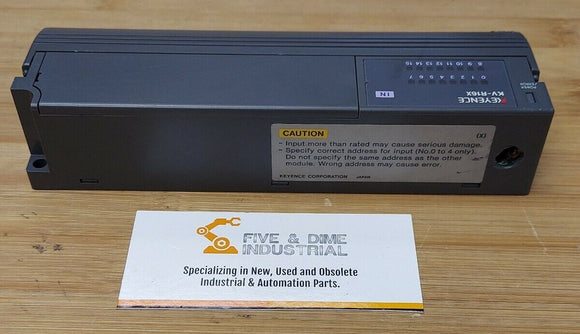 8 9 10 11 12 13 14 15
0 1 2 3 4 5 6 7
POWER
ERROR
IN
KEYENCE
KV-R16X
CAUTION (X)
- Input more than rated may cause serious damage.
- Specify correct address for input (No.0 to 4 only).
Do not specify the same address as the other
module. Wrong address may cause error.
KEYENCE CORPORATION JAPAN
FIVE & DIME
INDUSTRIAL
Specializing in New, Used and Obsolete
Industrial & Automation Parts.